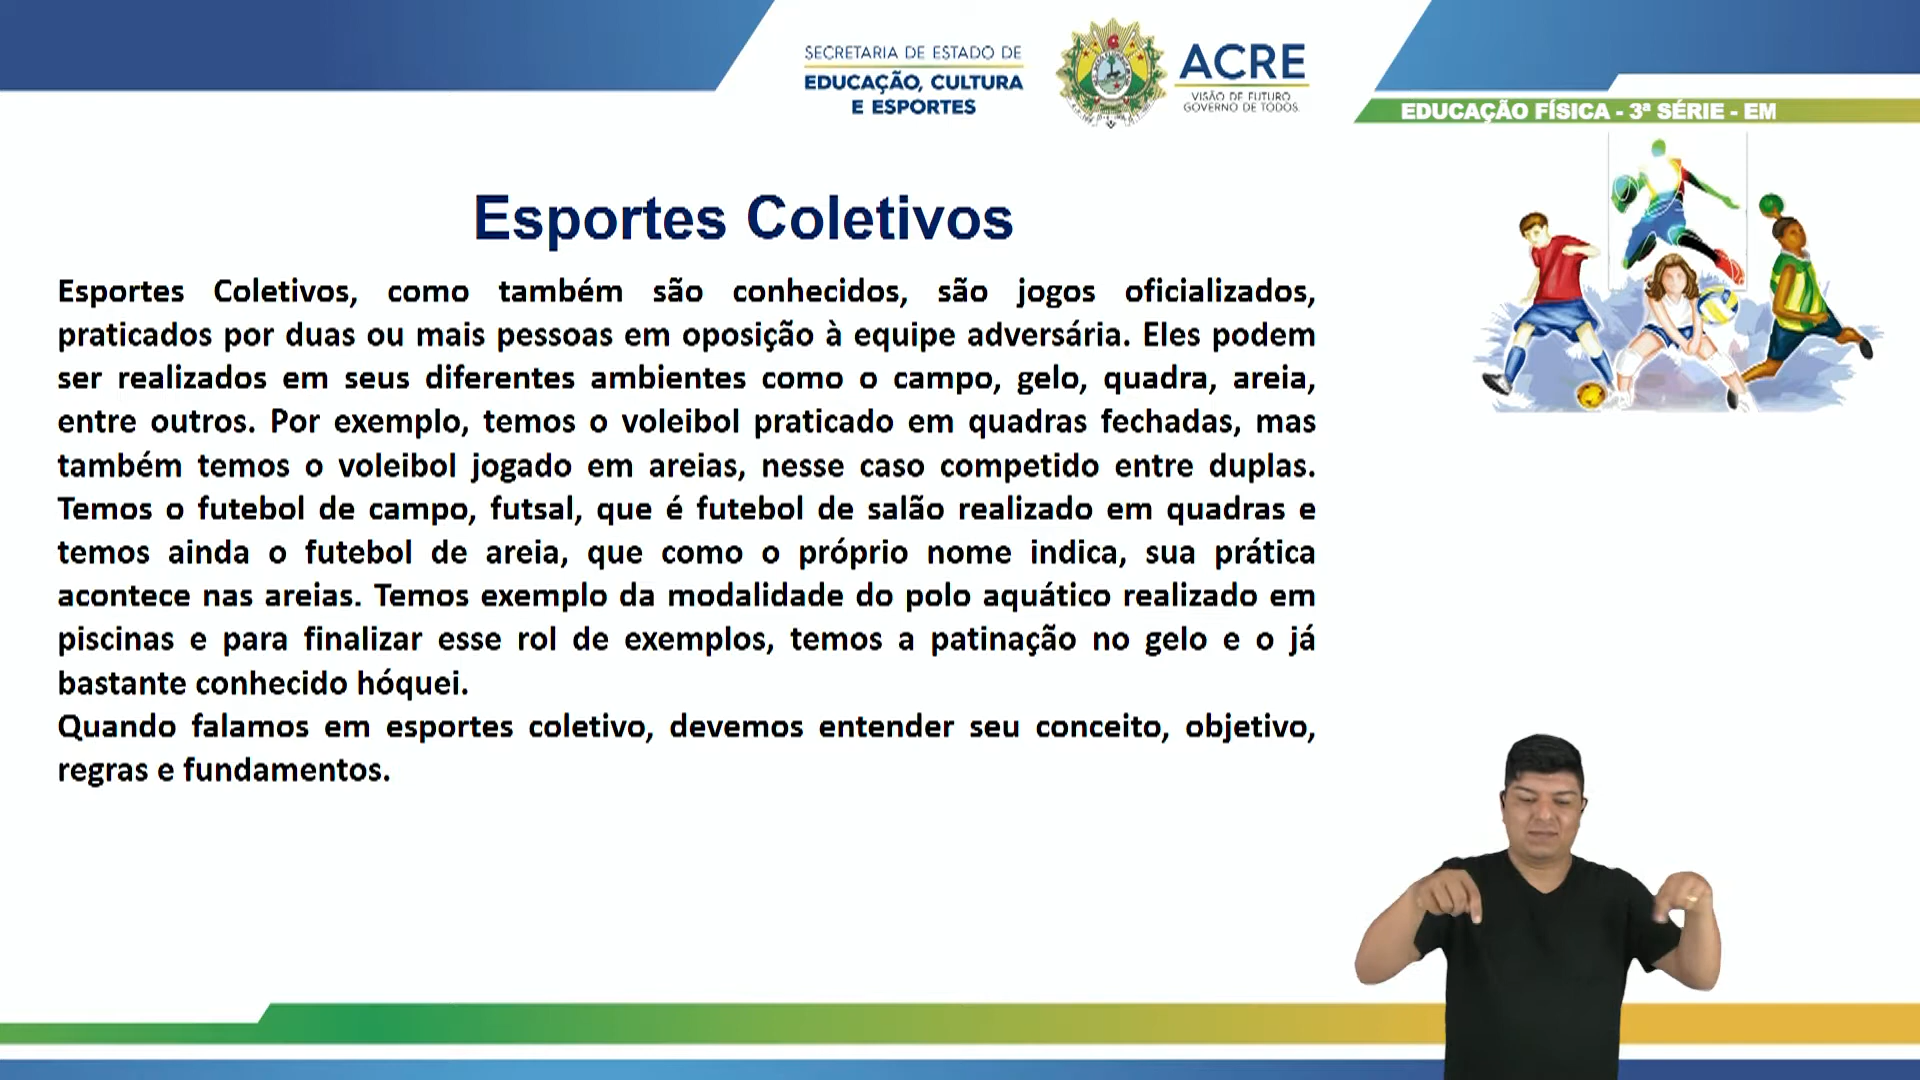 SECRETARIA DE ESTADO DE
EDUCAÇÃO, CULTURA
E ESPORTES
ACRE
VISÃO DE FUTURO
GOVERNO DE TODOS.
EDUCAÇÃO FÍSICA - 3ª SÉRIE - EM
Esportes Coletivos
Esportes Coletivos, como também são conhecidos, são jogos oficializados,
praticados por duas ou mais pessoas em oposição à equipe adversária. Eles podem
ser realizados em seus diferentes ambientes como o campo, gelo, quadra, areia,
entre outros. Por exemplo, temos o voleibol praticado em quadras fechadas, mas
também temos o voleibol jogado em areias, nesse caso competido entre duplas.
Temos o futebol de campo, futsal, que é futebol de salão realizado em quadras e
temos ainda o futebol de areia, que como o próprio nome indica, sua prática
acontece nas areias. Temos exemplo da modalidade do polo aquático realizado em
piscinas e para finalizar esse rol de exemplos, temos a patinação no gelo e o já
bastante conhecido hóquei.
Quando falamos em esportes coletivo, devemos entender seu conceito, objetivo,
regras e fundamentos.